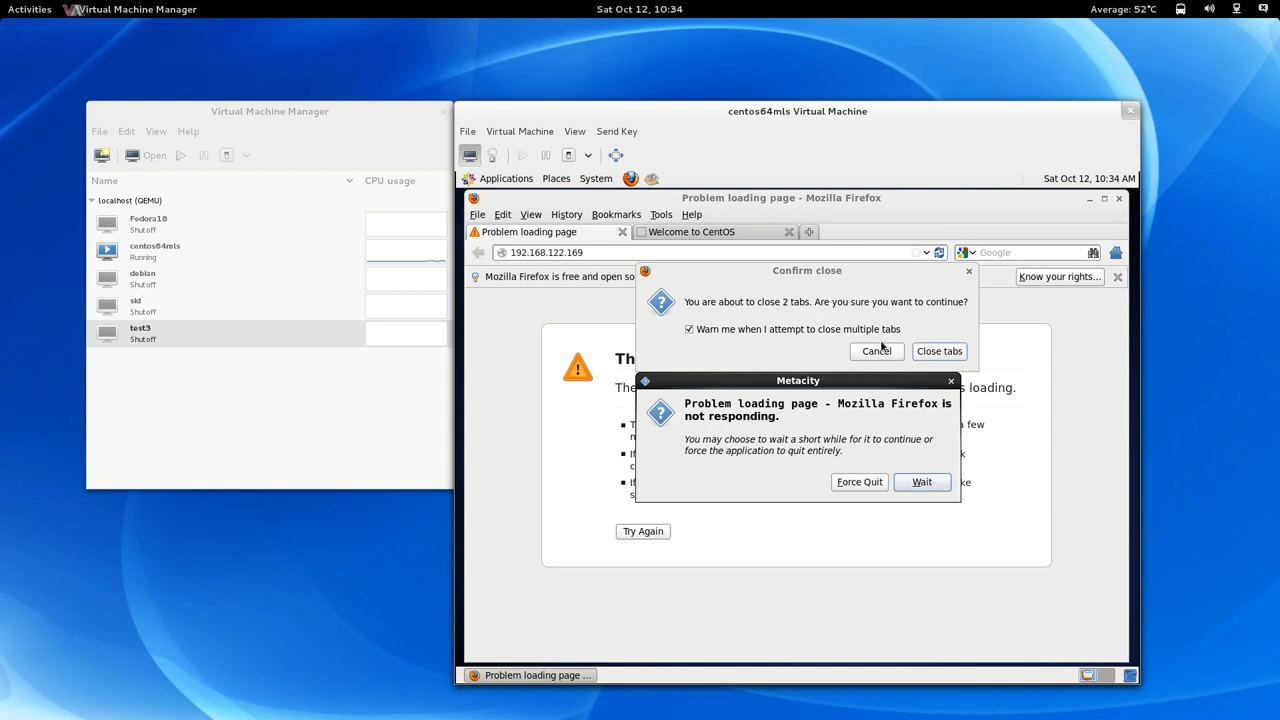 Activities
Virtual Machine Manager
Sat Oct 12, 10:34
Average: 52°C
Virtual Machine Manager
File Edit View Help
Open
Name CPU usage
localhost (QEMU)
Fedora18
Shutoff
centos64mls
Running
debian
Shutoff
sid
Shutoff
test3
Shutoff
centos64mls Virtual Machine
File Virtual Machine View Send Key
Applications Places System
Sat Oct 12, 10:34 AM
Problem loading page - Mozilla Firefox
File Edit View History Bookmarks Tools Help
Problem loading page
Welcome to CentOS
192.168.122.169
Google
Mozilla Firefox is free and open so
Know your rights...
Confirm close
You are about to close 2 tabs. Are you sure you want to continue?
Warn me when I attempt to close multiple tabs
Cancel
Close tabs
Th
The
s loading.
Metacity
Problem loading page - Mozilla Firefox is
not responding.
You may choose to wait a short while for it to continue or
force the application to quit entirely.
Force Quit
Wait
a few
Try Again
Problem loading page ...